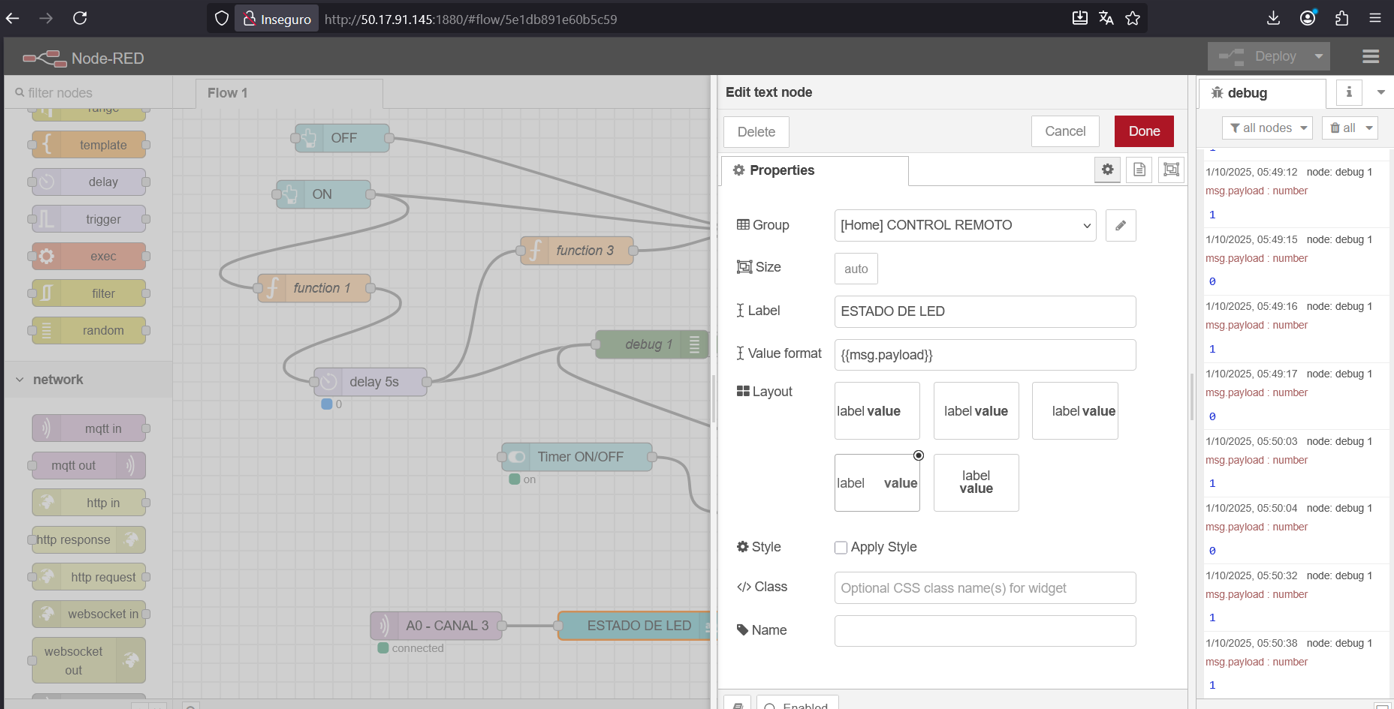 Inseguro
http://50.17.91.145:1880/#flow/5e1db891e60b5c59
Node-RED
Deploy
filter nodes
range
template
delay
trigger
exec
filter
random
network
mqtt in
mqtt out
http in
http response
http request
websocket in
websocket
out
Flow 1
OFF
ON
function 3
function 1
debug 1
delay 5s
0
Timer ON/OFF
on
A0 - CANAL 3
connected
ESTADO DE LED
Edit text node
Delete
Cancel
Done
Properties
Group
[Home] CONTROL REMOTO
Size
auto
Label
ESTADO DE LED
Value format
{{msg.payload}}
Layout
label value
label value
label value
label value
label
value
Style
Apply Style
Class
Optional CSS class name(s) for widget
Name
Enabled
debug
i
all nodes
all
1
1/10/2025, 05:49:12 node: debug 1
msg.payload : number
1
1/10/2025, 05:49:15 node: debug 1
msg.payload : number
0
1/10/2025, 05:49:16 node: debug 1
msg.payload : number
1
1/10/2025, 05:49:17 node: debug 1
msg.payload : number
0
1/10/2025, 05:50:03 node: debug 1
msg.payload : number
1
1/10/2025, 05:50:04 node: debug 1
msg.payload : number
0
1/10/2025, 05:50:32 node: debug 1
msg.payload : number
1
1/10/2025, 05:50:38 node: debug 1
msg.payload : number
1